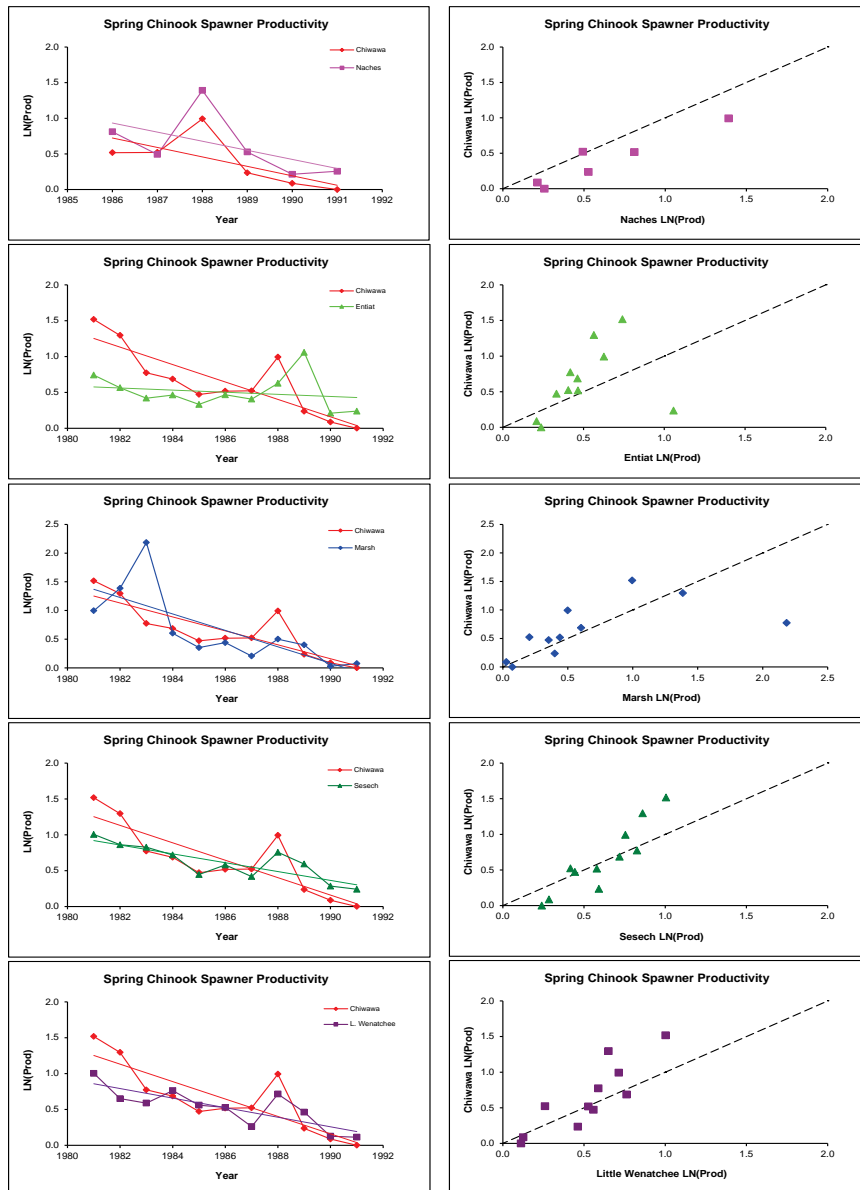 Spring Chinook Spawner Productivity
2.0
1.5
1.0
0.5
0.0
LN(Prod)
1985 1986 1987 1988 1989 1990 1991 1992
Year
Chiwawa
Naches
Spring Chinook Spawner Productivity
2.0
1.5
1.0
0.5
0.0
Chiwawa LN(Prod)
0.0 0.5 1.0 1.5 2.0
Naches LN(Prod)
Spring Chinook Spawner Productivity
2.0
1.5
1.0
0.5
0.0
LN(Prod)
1980 1982 1984 1986 1988 1990 1992
Year
Chiwawa
Entiat
Spring Chinook Spawner Productivity
2.0
1.5
1.0
0.5
0.0
Chiwawa LN(Prod)
0.0 0.5 1.0 1.5 2.0
Entiat LN(Prod)
Spring Chinook Spawner Productivity
2.5
2.0
1.5
1.0
0.5
0.0
LN(Prod)
1980 1982 1984 1986 1988 1990 1992
Year
Chiwawa
Marsh
Spring Chinook Spawner Productivity
2.5
2.0
1.5
1.0
0.5
0.0
Chiwawa LN(Prod)
0.0 0.5 1.0 1.5 2.0 2.5
Marsh LN(Prod)
Spring Chinook Spawner Productivity
2.0
1.5
1.0
0.5
0.0
LN(Prod)
1980 1982 1984 1986 1988 1990 1992
Year
Chiwawa
Sesech
Spring Chinook Spawner Productivity
2.0
1.5
1.0
0.5
0.0
Chiwawa LN(Prod)
0.0 0.5 1.0 1.5 2.0
Sesech LN(Prod)
Spring Chinook Spawner Productivity
2.0
1.5
1.0
0.5
0.0
LN(Prod)
1980 1982 1984 1986 1988 1990 1992
Year
Chiwawa
L. Wenatchee
Spring Chinook Spawner Productivity
2.0
1.5
1.0
0.5
0.0
Chiwawa LN(Prod)
0.0 0.5 1.0 1.5 2.0
Little Wenatchee LN(Prod)